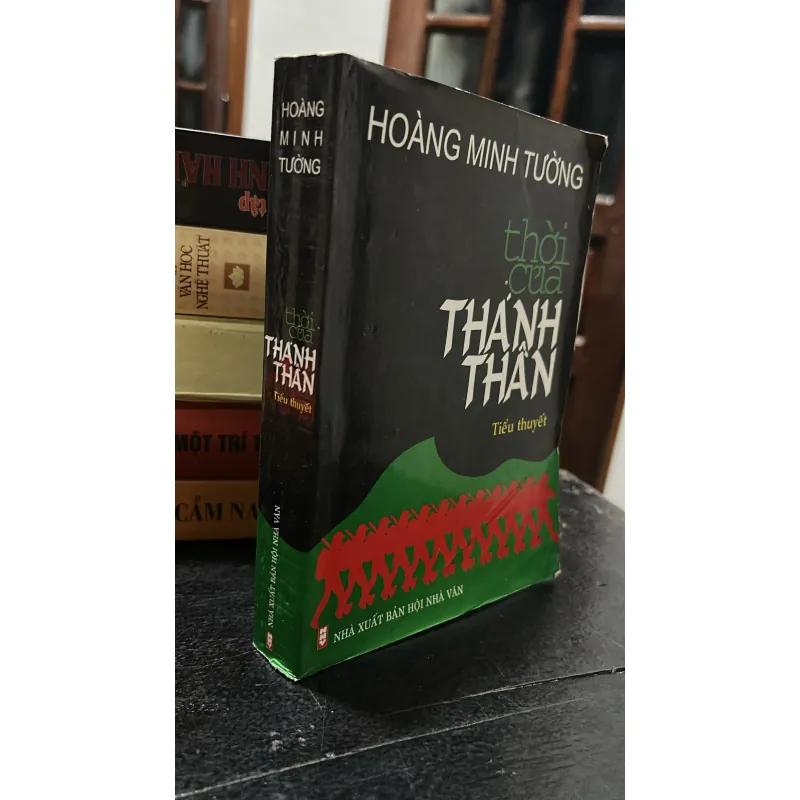 HOÀNG MINH TƯỜNG
thời
của
THÁNH
THẦN
Tiểu thuyết
NHÀ XUẤT BẢN HỘI NHÀ VĂN
HOÀNG
MINH
TƯỜNG
thời
của
THÁNH
THẦN
Tiểu thuyết
NHÀ XUẤT BẢN HỘI NHÀ VĂN
tập
VĂN HỌC
NGHỆ THUẬT
MỘT TRÍ
CẨM NA